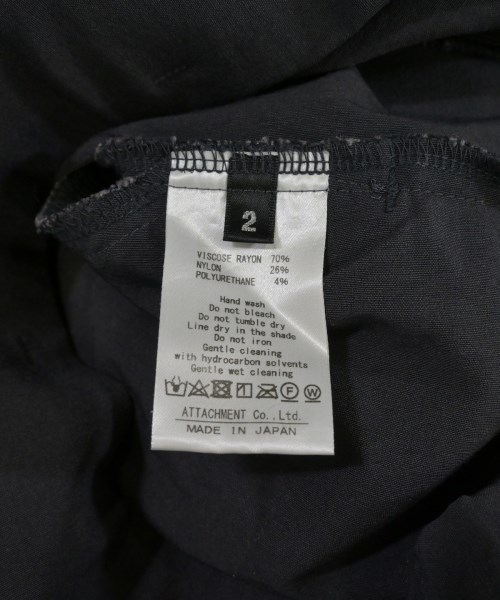 2
VISCOSE RAYON 70%
NYLON 26%
POLYURETHANE 4%
Hand wash
Do not bleach
Do not tumble dry
Line dry in the shade
Do not iron
Gentle cleaning
with hydrocarbon solvents
Gentle wet cleaning
F W
ATTACHMENT Co.,Ltd.
MADE IN JAPAN